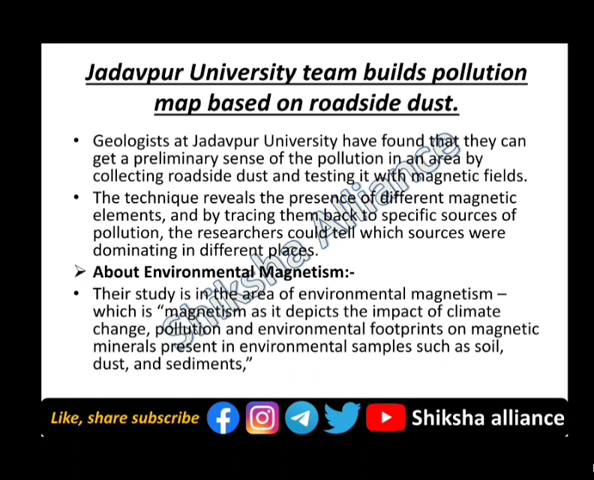 Jadavpur University team builds pollution
map based on roadside dust.
• Geologists at Jadavpur University have found that they can
get a preliminary sense of the pollution in an area by
collecting roadside dust and testing it with magnetic fields.
• The technique reveals the presence of different magnetic
elements, and by tracing them back to specific sources of
pollution, the researchers could tell which sources were
dominating in different places.
➤ About Environmental Magnetism:-
• Their study is in the area of environmental magnetism –
which is “magnetism as it depicts the impact of climate
change, pollution and environmental footprints on magnetic
minerals present in environmental samples such as soil,
dust, and sediments,”
Shiksha Alliance
Like, share subscribe
Shiksha alliance